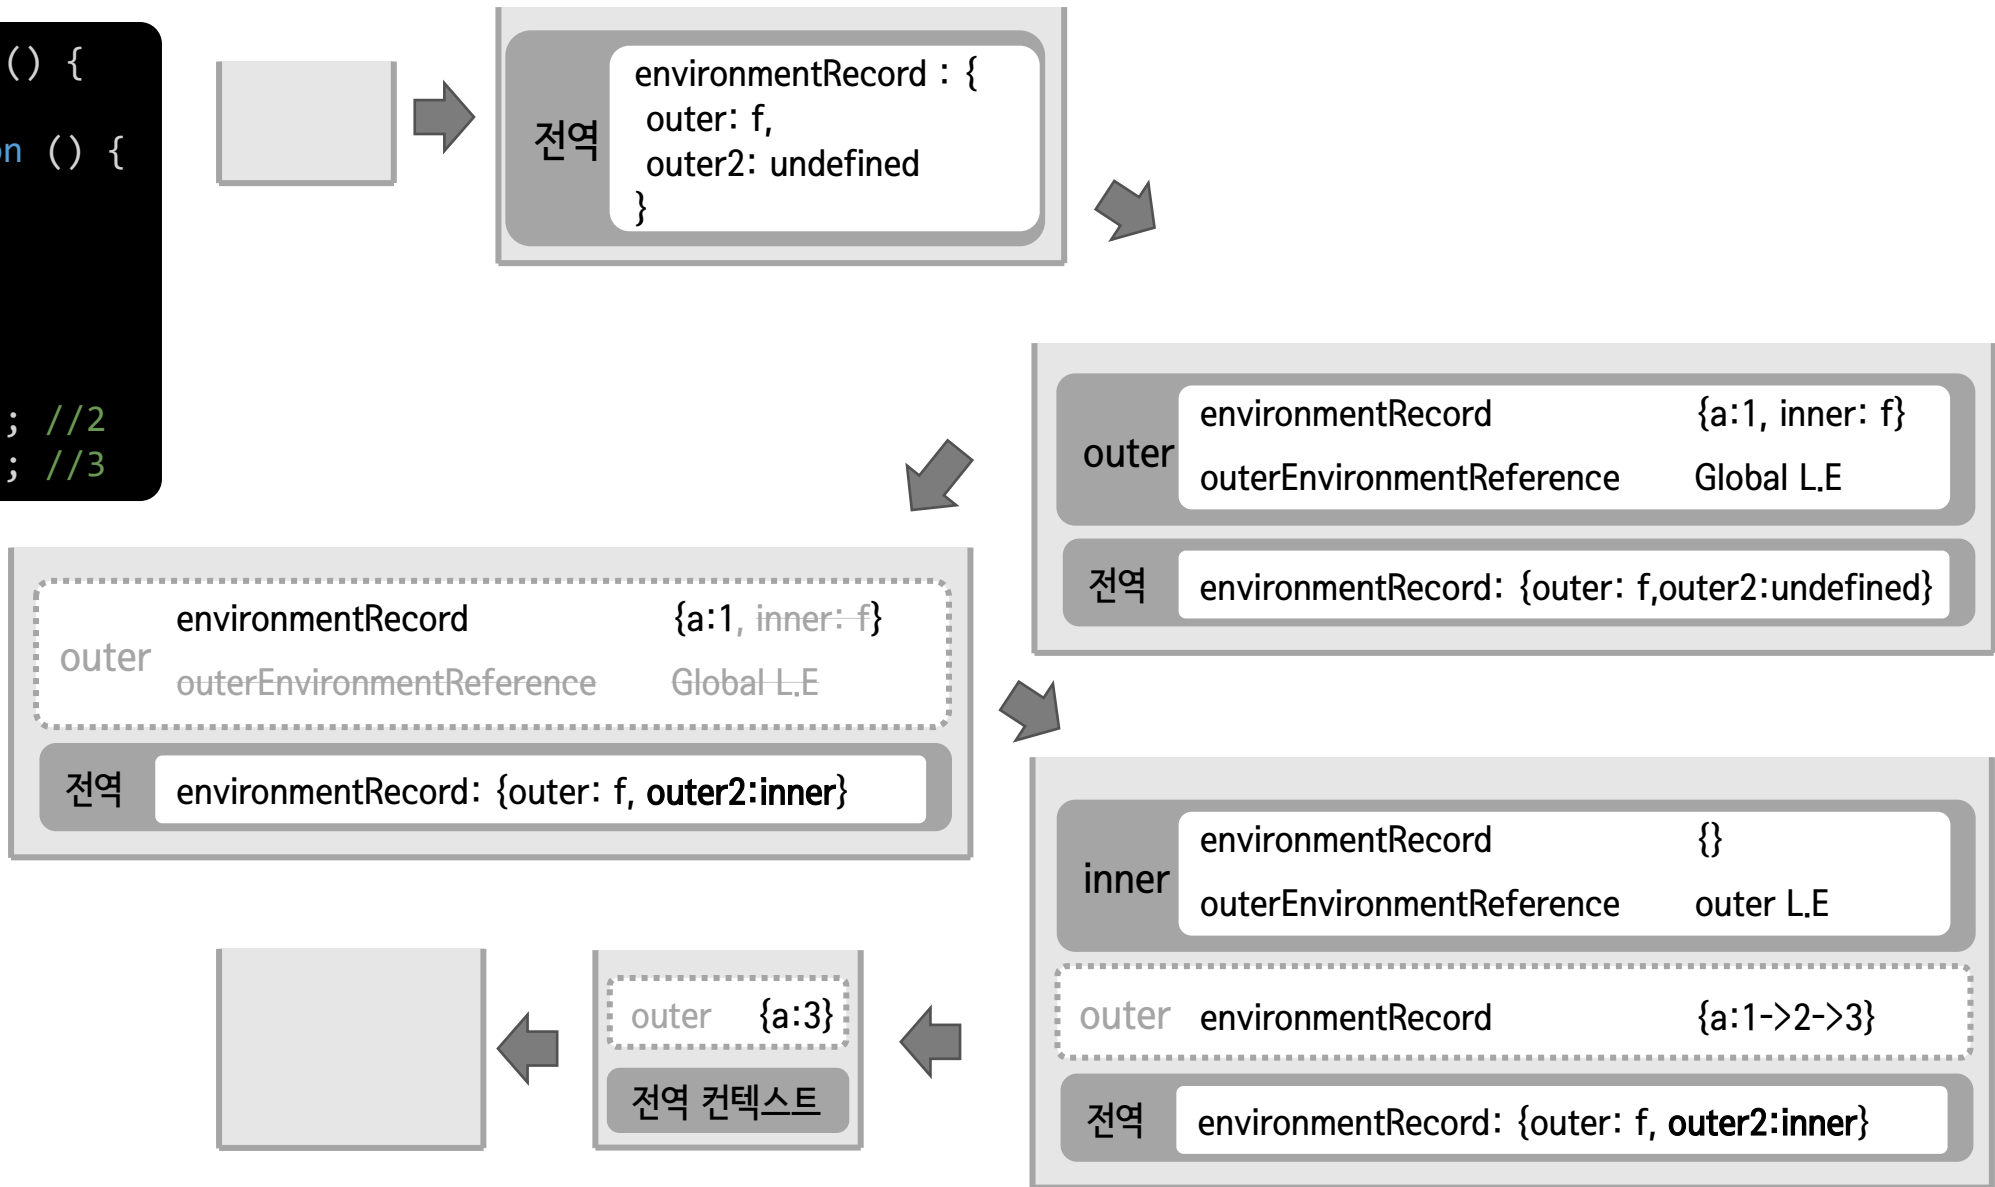 () {
on () {
; //2
; //3
전역
environmentRecord : {
outer: f,
outer2: undefined
}
outer
environmentRecord {a:1, inner: f}
outerEnvironmentReference Global L.E
전역
environmentRecord: {outer: f,outer2:undefined}
outer
environmentRecord {a:1, inner: f}
outerEnvironmentReference Global L.E
전역
environmentRecord: {outer: f, outer2:inner}
inner
environmentRecord {}
outerEnvironmentReference outer L.E
outer environmentRecord {a:1->2->3}
전역 environmentRecord: {outer: f, outer2:inner}
outer {a:3}
전역 컨텍스트